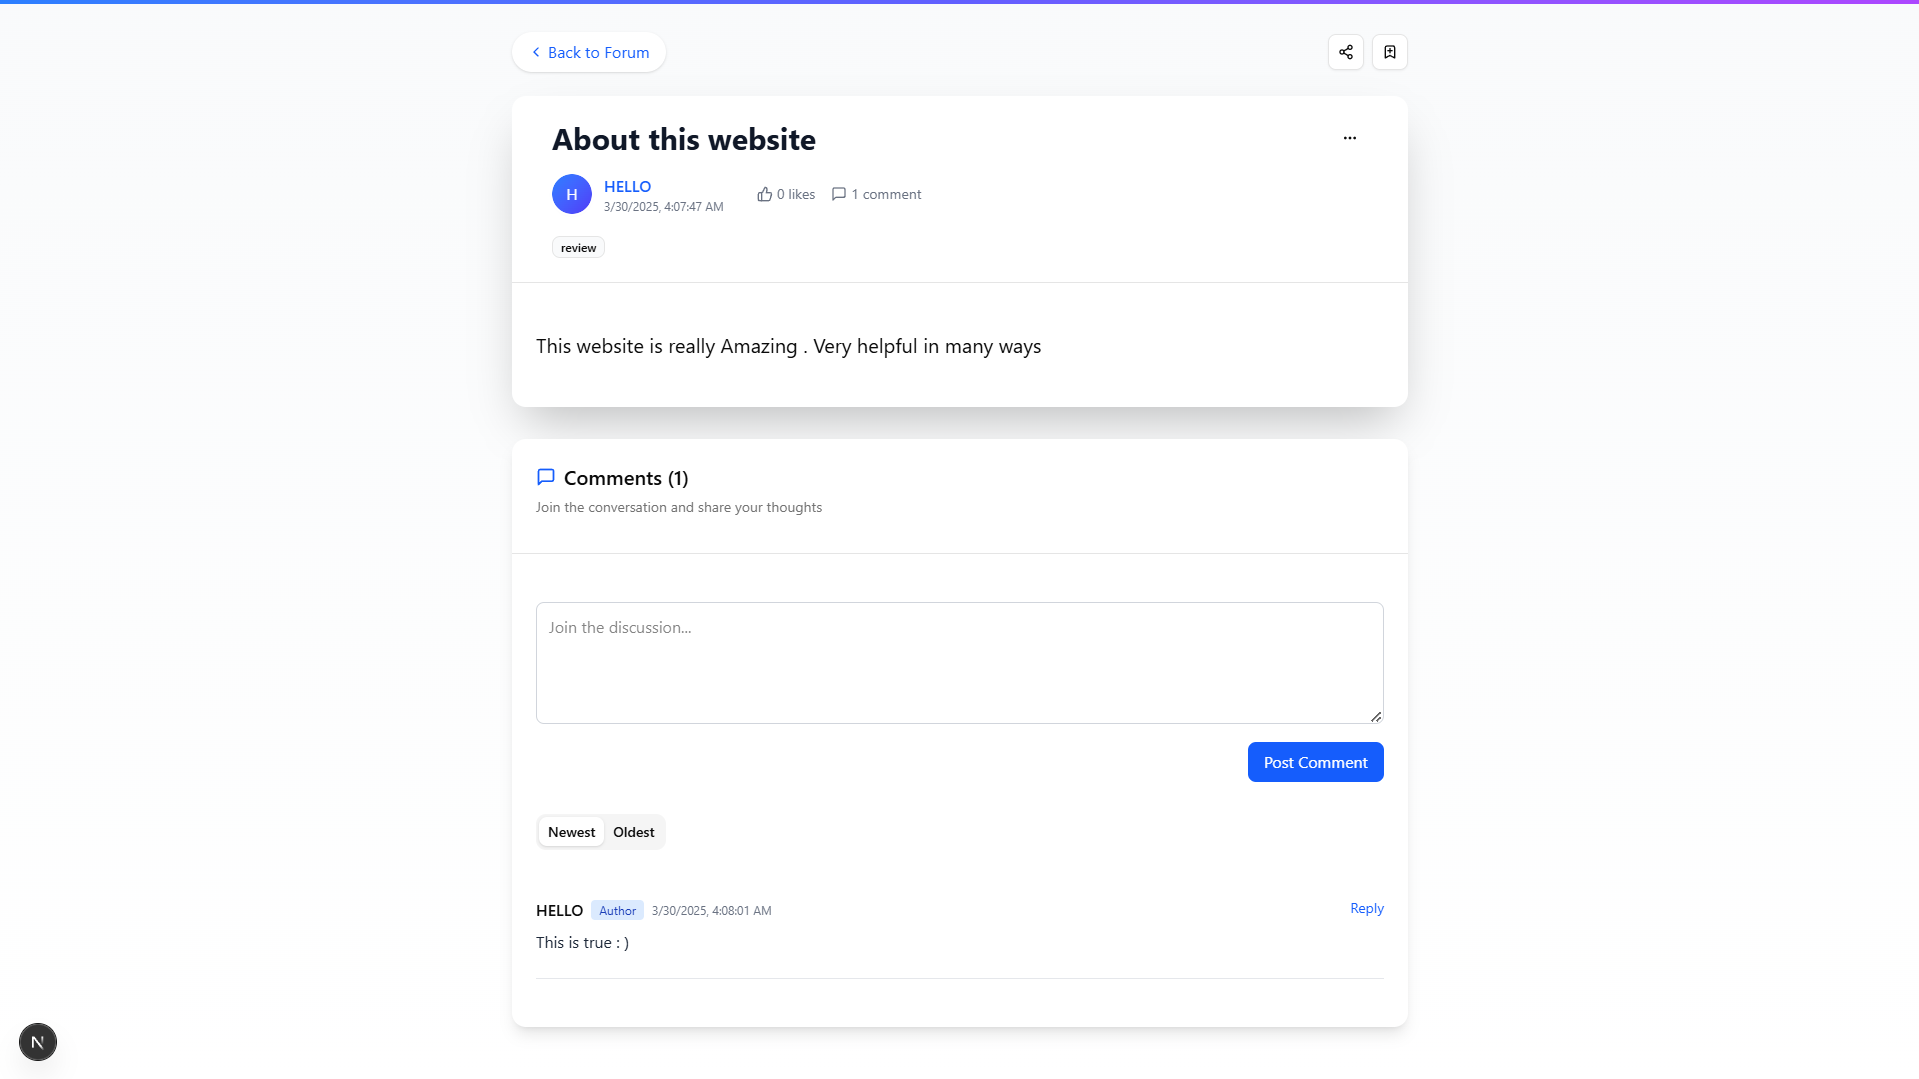 Back to Forum
About this website
H
HELLO
3/30/2025, 4:07:47 AM
0 likes
1 comment
review
This website is really Amazing . Very helpful in many ways
Comments (1)
Join the conversation and share your thoughts
Join the discussion...
Post Comment
Newest
Oldest
HELLO
Author
3/30/2025, 4:08:01 AM
Reply
This is true : )
N